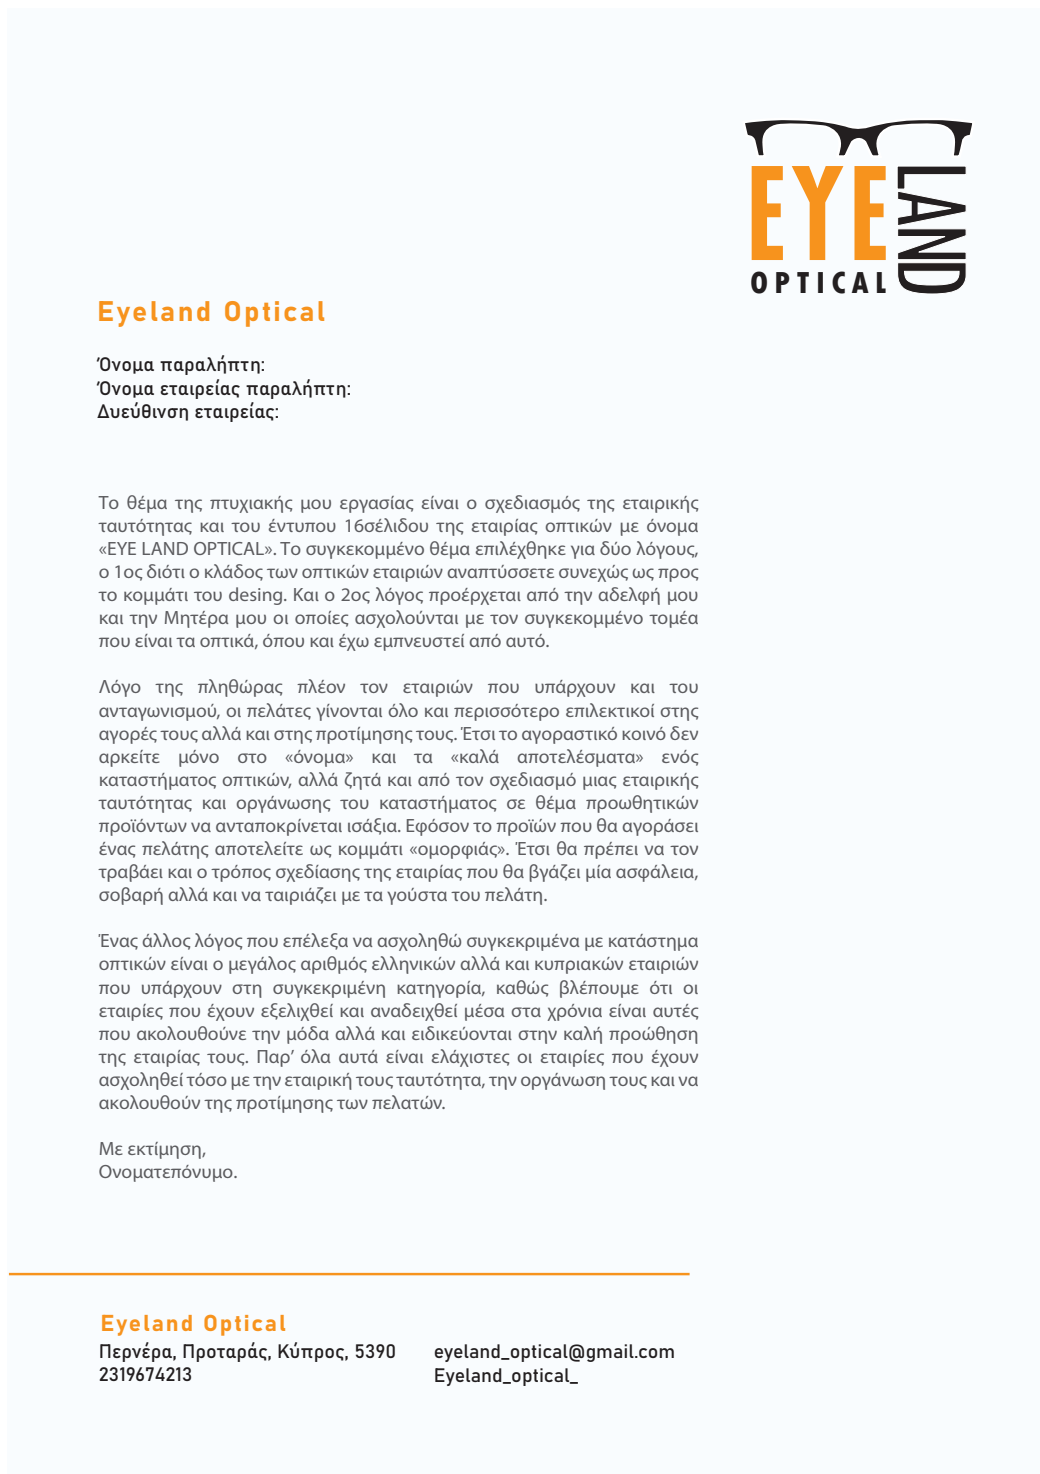 EYE LAND
OPTICAL
Eyeland Optical
Όνομα παραλήπτη:
Όνομα εταιρείας παραλήπτη:
Δυεύθινση εταιρείας:
Το θέμα της πτυχιακής μου εργασίας είναι ο σχεδιασμός της εταιρικής
ταυτότητας και του έντυπου 16σέλιδου της εταιρίας οπτικών με όνομα
«EYE LAND OPTICAL». Το συγκεκομμένο θέμα επιλέχθηκε για δύο λόγους,
ο 1ος διότι ο κλάδος των οπτικών εταιριών αναπτύσσετε συνεχώς ως προς
το κομμάτι του desing. Και ο 2ος λόγος προέρχεται από την αδελφή μου
και την Μητέρα μου οι οποίες ασχολούνται με τον συγκεκομμένο τομέα
που είναι τα οπτικά, όπου και έχω εμπνευστεί από αυτό.
Λόγο της πληθώρας πλέον τον εταιριών που υπάρχουν και του
ανταγωνισμού, οι πελάτες γίνονται όλο και περισσότερο επιλεκτικοί στης
αγορές τους αλλά και στης προτίμησης τους. Έτσι το αγοραστικό κοινό δεν
αρκείτε μόνο στο «όνομα» και τα «καλά αποτελέσματα» ενός
καταστήματος οπτικών, αλλά ζητά και από τον σχεδιασμό μιας εταιρικής
ταυτότητας και οργάνωσης του καταστήματος σε θέμα προωθητικών
προϊόντων να ανταποκρίνεται ισάξια. Εφόσον το προϊών που θα αγοράσει
ένας πελάτης αποτελείτε ως κομμάτι «ομορφιάς». Έτσι θα πρέπει να τον
τραβάει και ο τρόπος σχεδίασης της εταιρίας που θα βγάζει μία ασφάλεια,
σοβαρή αλλά και να ταιριάζει με τα γούστα του πελάτη.
Ένας άλλος λόγος που επέλεξα να ασχοληθώ συγκεκριμένα με κατάστημα
οπτικών είναι ο μεγάλος αριθμός ελληνικών αλλά και κυπριακών εταιριών
που υπάρχουν στη συγκεκριμένη κατηγορία, καθώς βλέπουμε ότι οι
εταιρίες που έχουν εξελιχθεί και αναδειχθεί μέσα στα χρόνια είναι αυτές
που ακολουθούνε την μόδα αλλά και ειδικεύονται στην καλή προώθηση
της εταιρίας τους. Παρ’ όλα αυτά είναι ελάχιστες οι εταιρίες που έχουν
ασχοληθεί τόσο με την εταιρική τους ταυτότητα, την οργάνωση τους και να
ακολουθούν της προτίμησης των πελατών.
Με εκτίμηση,
Ονοματεπόνυμο.
Eyeland Optical
Περνέρα, Προταράς, Κύπρος, 5390
2319674213
eyeland_optical@gmail.com
Eyeland_optical_